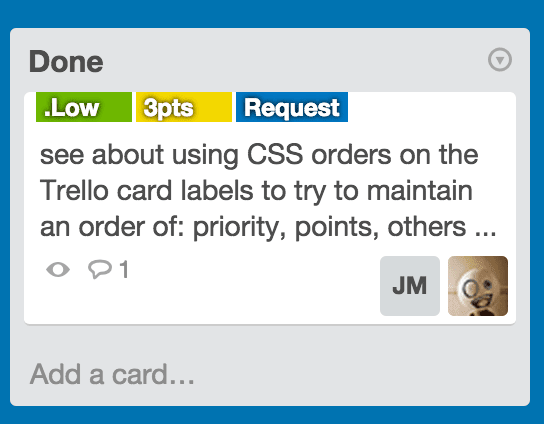 Done
.Low 3pts Request
see about using CSS orders on the
Trello card labels to try to maintain
an order of: priority, points, others ...
1
JM
Add a card…